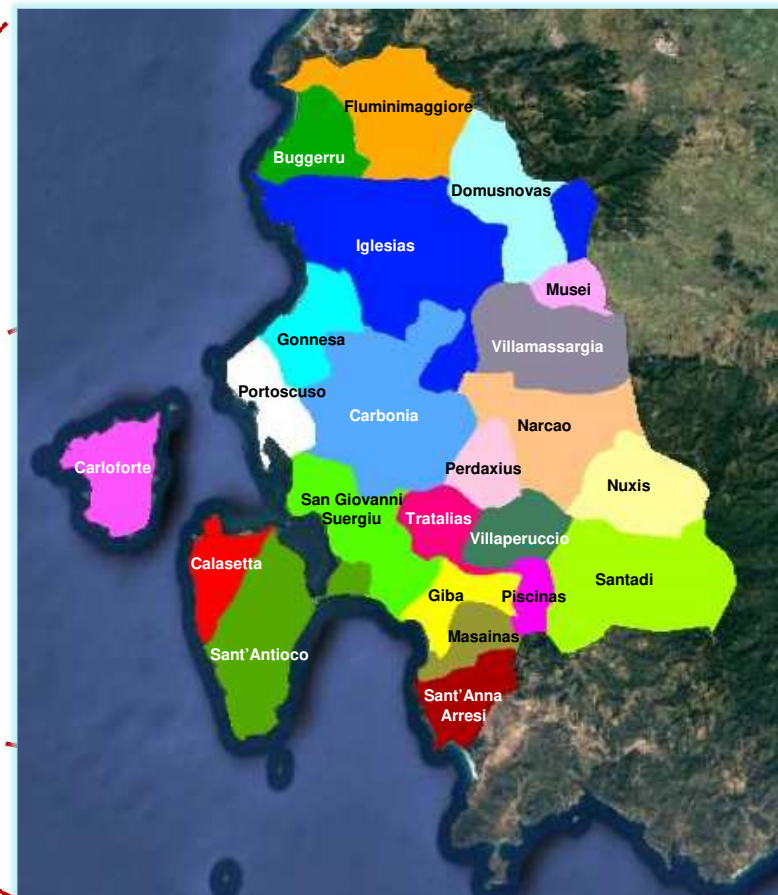 Fluminimaggiore
Buggerru
Domusnovas
Iglesias
Musei
Gonnesa
Villamassargia
Portoscuso
Carbonia
Narcao
Carloforte
Perdaxius
Nuxis
San Giovanni
Suergiu
Tratalias
Villaperuccio
Calasetta
Santadi
Giba
Piscinas
Masainas
Sant'Antioco
Sant'Anna
Arresi